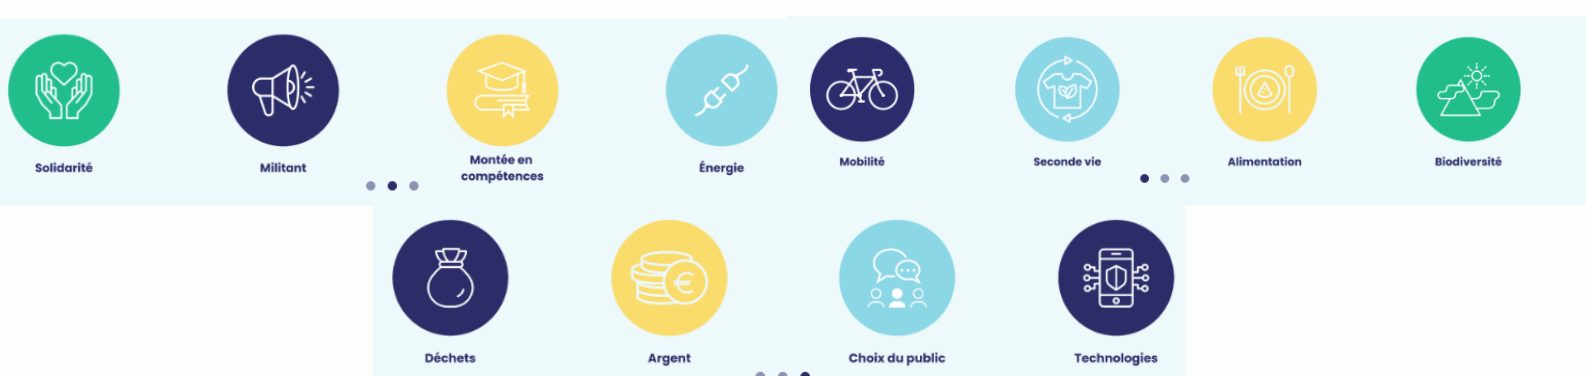 Solidarité
Militant
Montée en
compétences
Énergie
Mobilité
Seconde vie
Alimentation
Biodiversité
Déchets
Argent
Choix du public
Technologies